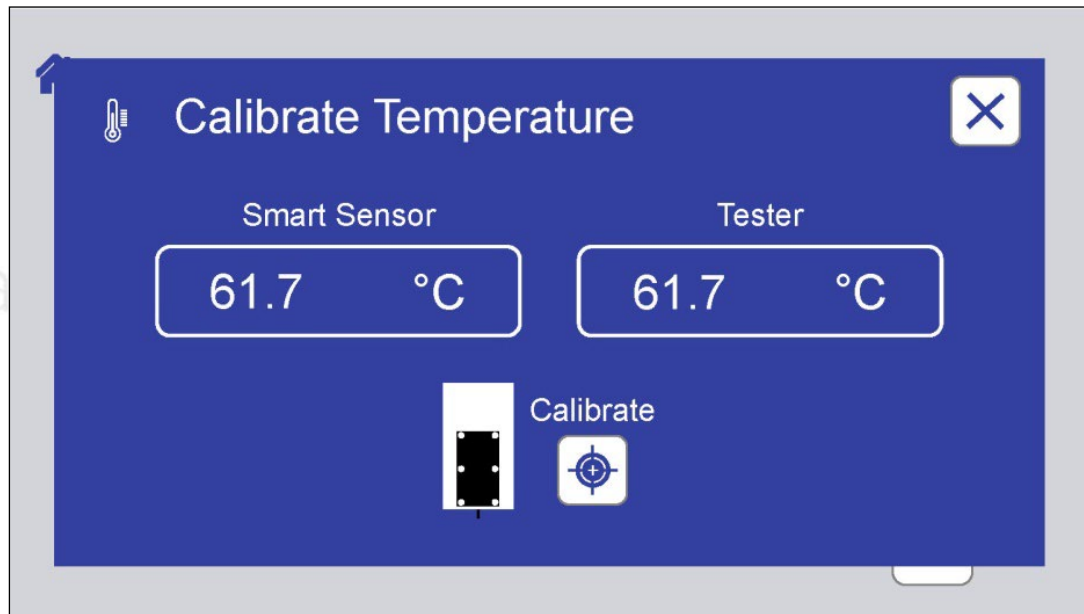 Calibrate Temperature
Smart Sensor
Tester
61.7 °C
61.7 °C
Calibrate